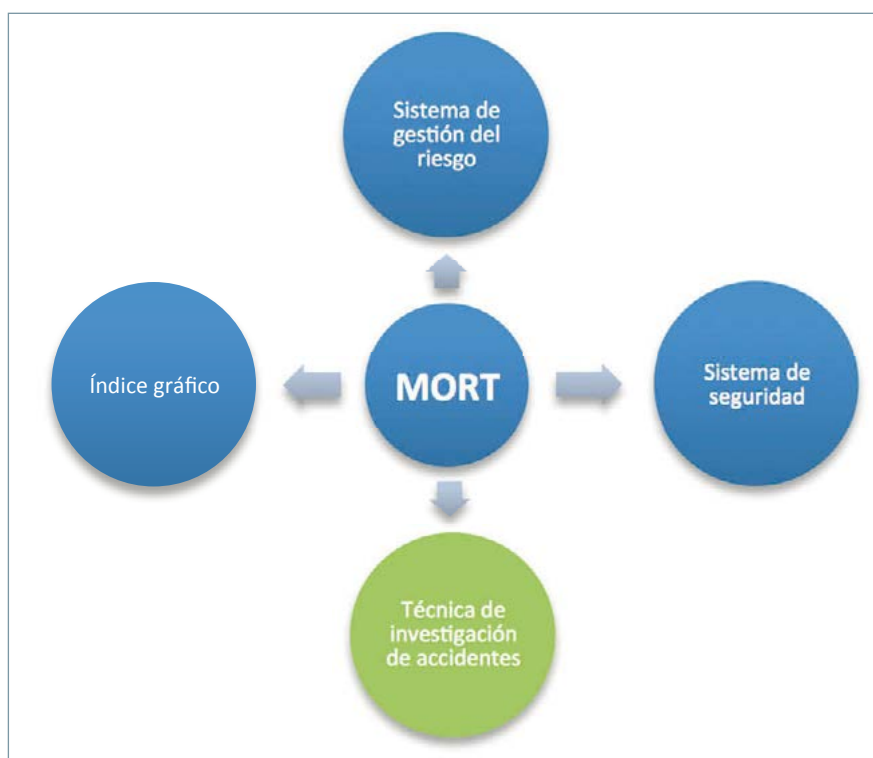 Sistema de
gestión del
riesgo
Índice gráfico
MORT
Sistema de
seguridad
Técnica de
investigación
de accidentes